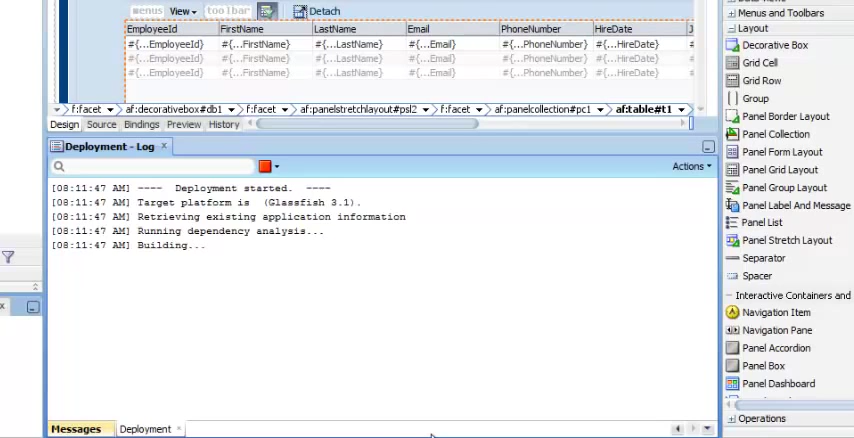 menus View toolbar Detach
EmployeeId FirstName LastName Email PhoneNumber HireDate J
#{...EmployeeId} #{...FirstName} #{...LastName} #{...Email} #{...PhoneNumber} #{...HireDate}
#{...EmployeeId} #{...FirstName} #{...LastName} #{...Email} #{...PhoneNumber} #{...HireDate}
#{...EmployeeId} #{...FirstName} #{...LastName} #{...Email} #{...PhoneNumber} #{...HireDate}
f:facet af:decorativebox#db1 f:facet af:panelstretchlayout#psl2 f:facet af:panelcollection#pc1 af:table#t1
Design Source Bindings Preview History
Deployment - Log
Actions
[08:11:47 AM] ---- Deployment started. ----
[08:11:47 AM] Target platform is (Glassfish 3.1).
[08:11:47 AM] Retrieving existing application information
[08:11:47 AM] Running dependency analysis...
[08:11:47 AM] Building...
Messages Deployment
Menus and Toolbars
Layout
Decorative Box
Grid Cell
Grid Row
Group
Panel Border Layout
Panel Collection
Panel Form Layout
Panel Grid Layout
Panel Group Layout
Panel Label And Message
Panel List
Panel Stretch Layout
Separator
Spacer
Interactive Containers and
Navigation Item
Navigation Pane
Panel Accordion
Panel Box
Panel Dashboard
Operations